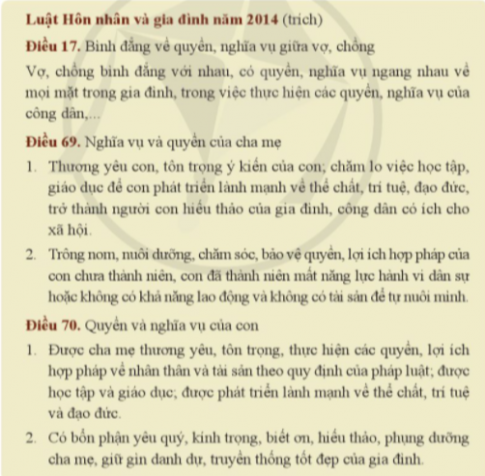 Luật Hôn nhân và gia đình năm 2014 (trích)
Điều 17. Bình đẳng về quyền, nghĩa vụ giữa vợ, chồng
Vợ, chồng bình đẳng với nhau, có quyền, nghĩa vụ ngang nhau về
mọi mặt trong gia đình, trong việc thực hiện các quyền, nghĩa vụ của
công dân,...
Điều 69. Nghĩa vụ và quyền của cha mẹ
1. Thương yêu con, tôn trọng ý kiến của con; chăm lo việc học tập,
giáo dục để con phát triển lành mạnh về thể chất, trí tuệ, đạo đức,
trở thành người con hiếu thảo của gia đình, công dân có ích cho
xã hội.
2. Trông nom, nuôi dưỡng, chăm sóc, bảo vệ quyền, lợi ích hợp pháp của
con chưa thành niên, con đã thành niên mất năng lực hành vi dân sự
hoặc không có khả năng lao động và không có tài sản để tự nuôi mình.
Điều 70. Quyền và nghĩa vụ của con
1. Được cha mẹ thương yêu, tôn trọng, thực hiện các quyền, lợi ích
hợp pháp về nhân thân và tài sản theo quy định của pháp luật; được
học tập và giáo dục; được phát triển lành mạnh về thể chất, trí tuệ
và đạo đức.
2. Có bổn phận yêu quý, kính trọng, biết ơn, hiếu thảo, phụng dưỡng
cha mẹ, giữ gìn danh dự, truyền thống tốt đẹp của gia đình.